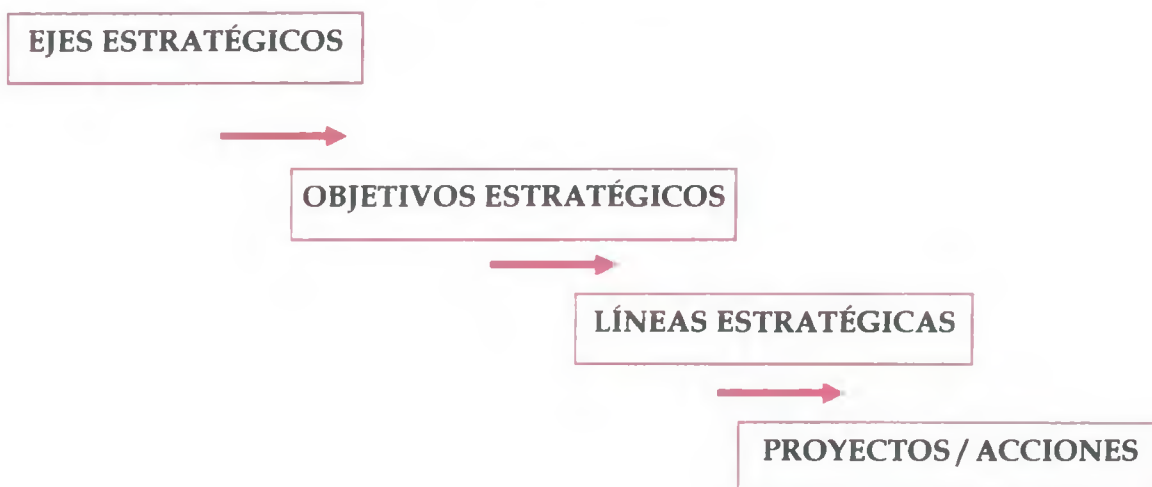 EJES ESTRATÉGICOS
OBJETIVOS ESTRATÉGICOS
LÍNEAS ESTRATÉGICAS
PROYECTOS / ACCIONES